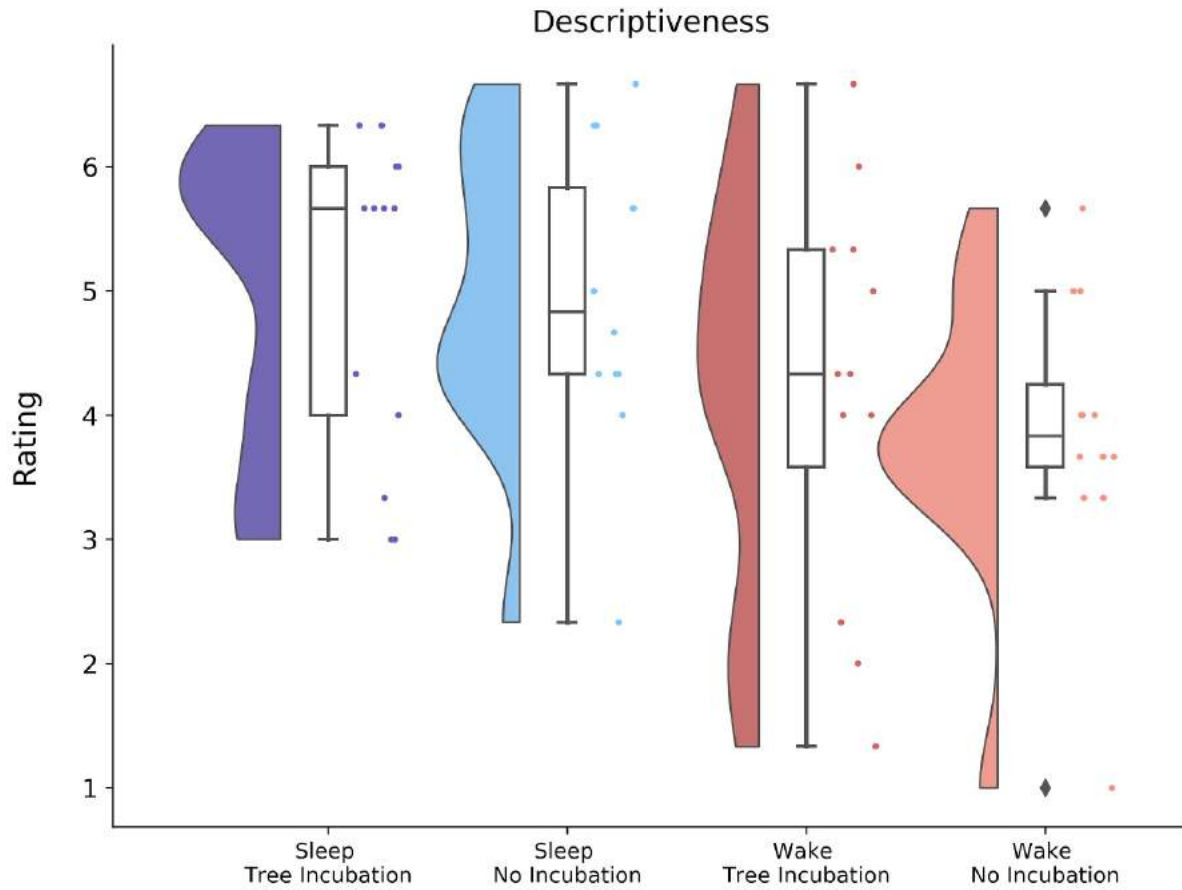 Descriptiveness
Rating
6
5
4
3
2
1
Sleep
Tree Incubation
Sleep
No Incubation
Wake
Tree Incubation
Wake
No Incubation